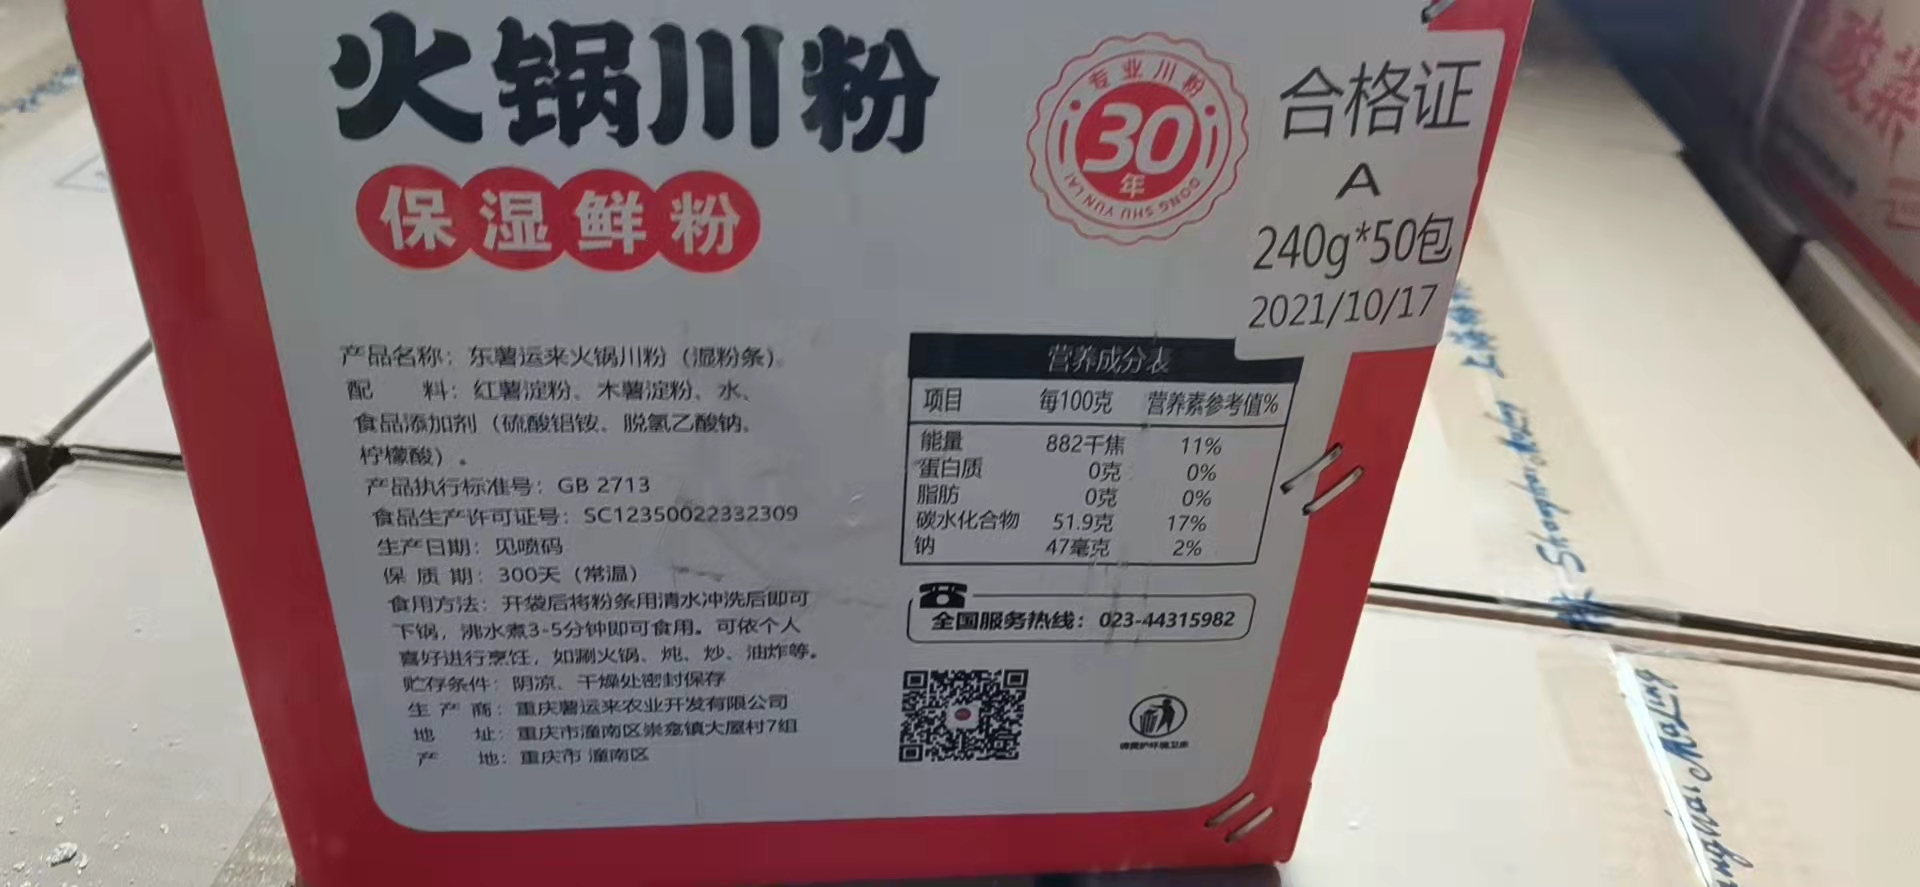 火锅川粉
保湿鲜粉
专业川粉
30
年
DONG SHU YUN LAI
合格证
A
240g*50包
2021/10/17
产品名称：东薯运来火锅川粉（湿粉条）
配 料：红薯淀粉、木薯淀粉、水、
食品添加剂（硫酸铝铵、脱氢乙酸钠、
柠檬酸）。
产品执行标准号：GB 2713
食品生产许可证号：SC12350022332309
生产日期：见喷码
保 质 期：300天（常温）
食用方法：开袋后将粉条用清水冲洗后即可
下锅，沸水煮3-5分钟即可食用。可依个人
喜好进行烹饪，如涮火锅、炖、炒、油炸等。
贮存条件：阴凉、干燥处密封保存
生 产 商：重庆薯运来农业开发有限公司
地 址：重庆市潼南区崇龛镇大屋村7组
产 地：重庆市 潼南区
营养成分表
项目 每100克 营养素参考值%
能量 882千焦 11%
蛋白质 0克 0%
脂肪 0克 0%
碳水化合物 51.9克 17%
钠 47毫克 2%
全国服务热线：023-44315982
酸菜
Shanghai MaLing